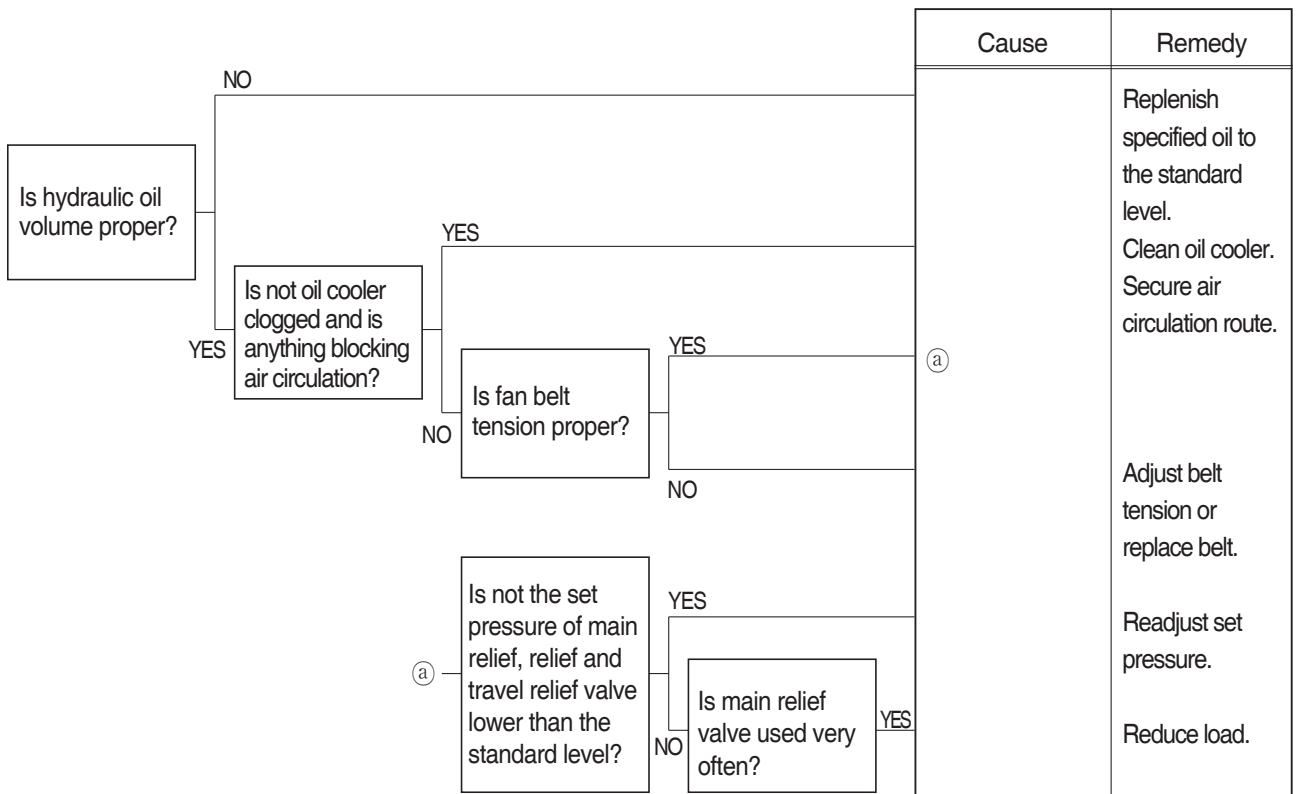 Cause
Remedy
NO
Replenish
specified oil to
the standard
level.
Is hydraulic oil
volume proper?
YES
YES
Clean oil cooler.
Secure air
circulation route.
Is not oil cooler
clogged and is
anything blocking
air circulation?
NO
YES
ⓐ
Is fan belt
tension proper?
NO
Adjust belt
tension or
replace belt.
ⓐ
Is not the set
pressure of main
relief, relief and
travel relief valve
lower than the
standard level?
YES
Readjust set
pressure.
NO
Is main relief
valve used very
often?
YES
Reduce load.